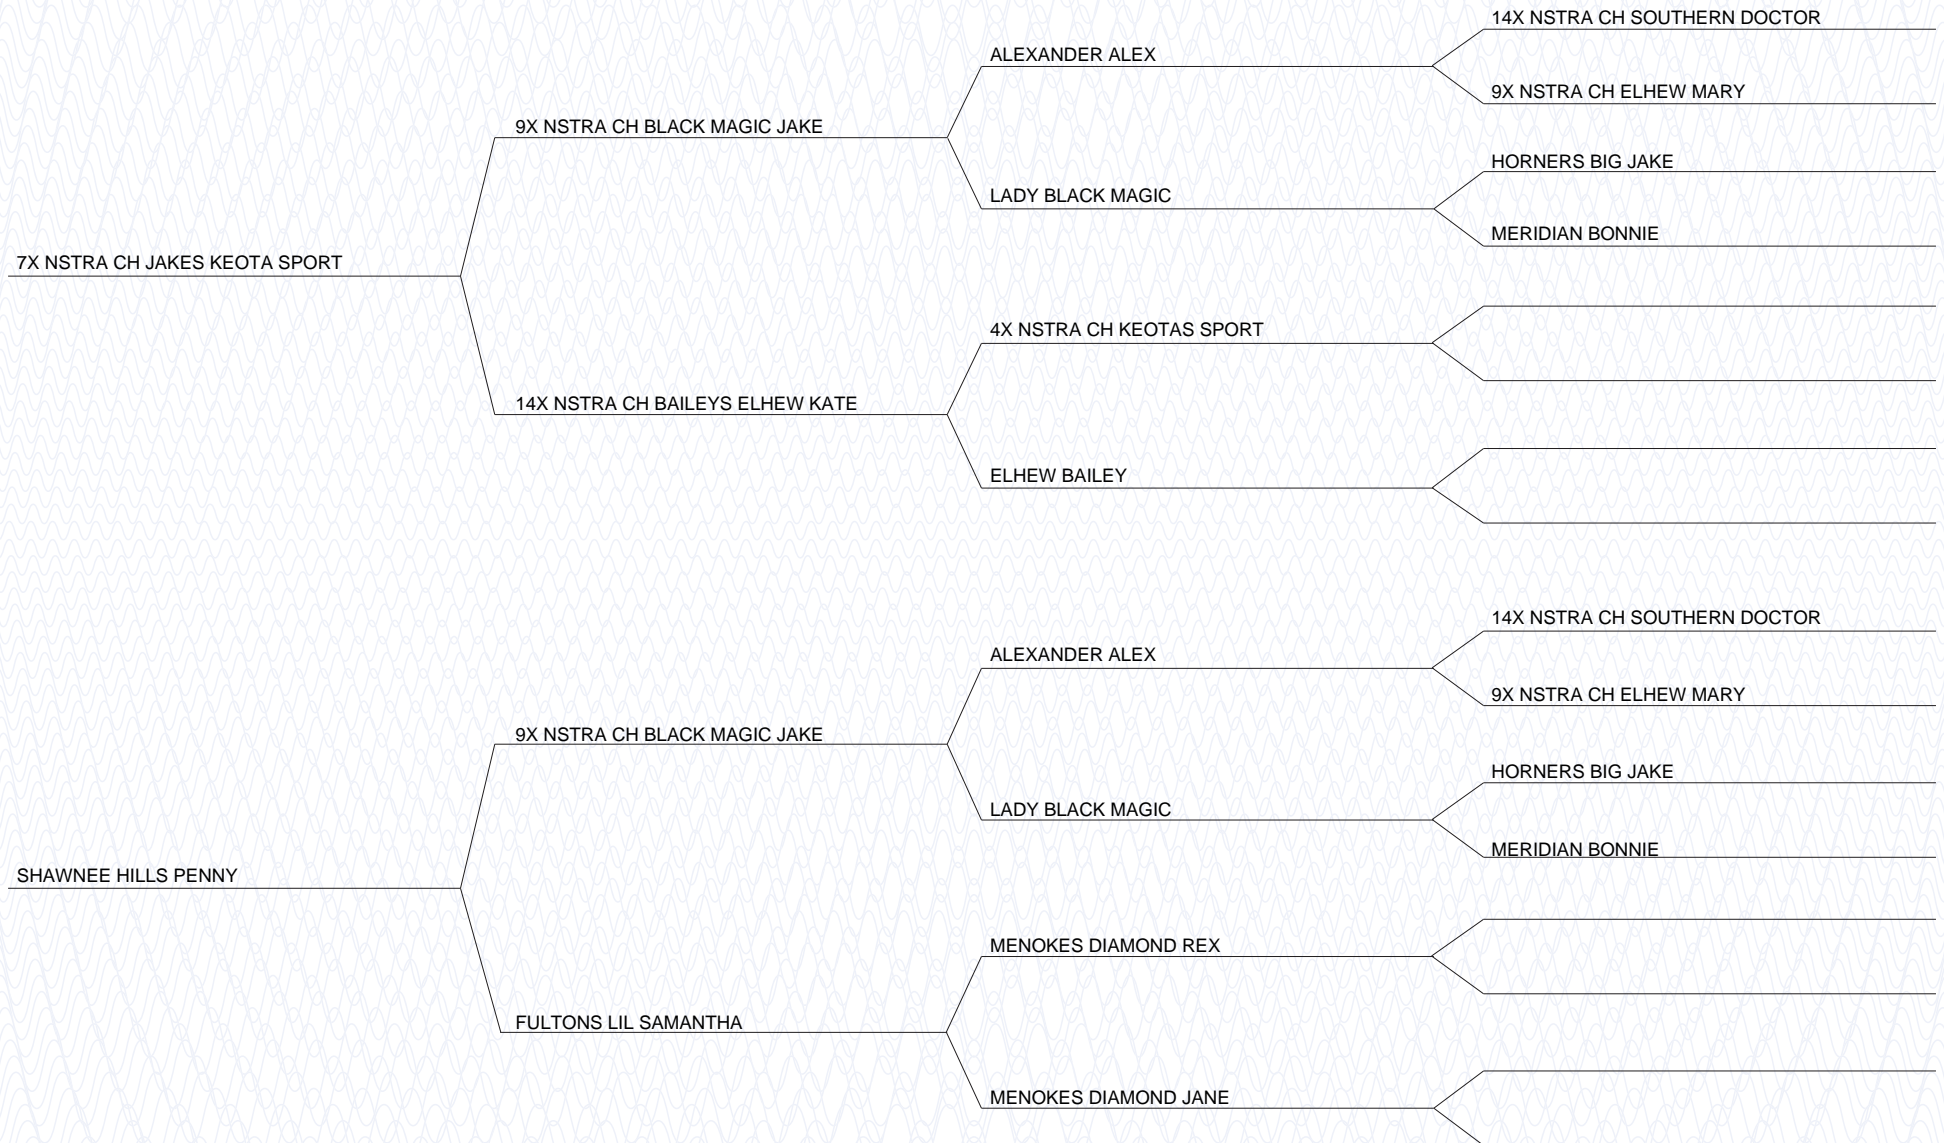 14X NSTRA CH SOUTHERN DOCTOR
ALEXANDER ALEX
9X NSTRA CH ELHEW MARY
9X NSTRA CH BLACK MAGIC JAKE
HORNERS BIG JAKE
LADY BLACK MAGIC
MERIDIAN BONNIE
7X NSTRA CH JAKES KEOTA SPORT
4X NSTRA CH KEOTAS SPORT
14X NSTRA CH BAILEYS ELHEW KATE
ELHEW BAILEY
14X NSTRA CH SOUTHERN DOCTOR
ALEXANDER ALEX
9X NSTRA CH ELHEW MARY
9X NSTRA CH BLACK MAGIC JAKE
HORNERS BIG JAKE
LADY BLACK MAGIC
MERIDIAN BONNIE
SHAWNEE HILLS PENNY
MENOKES DIAMOND REX
FULTONS LIL SAMANTHA
MENOKES DIAMOND JANE